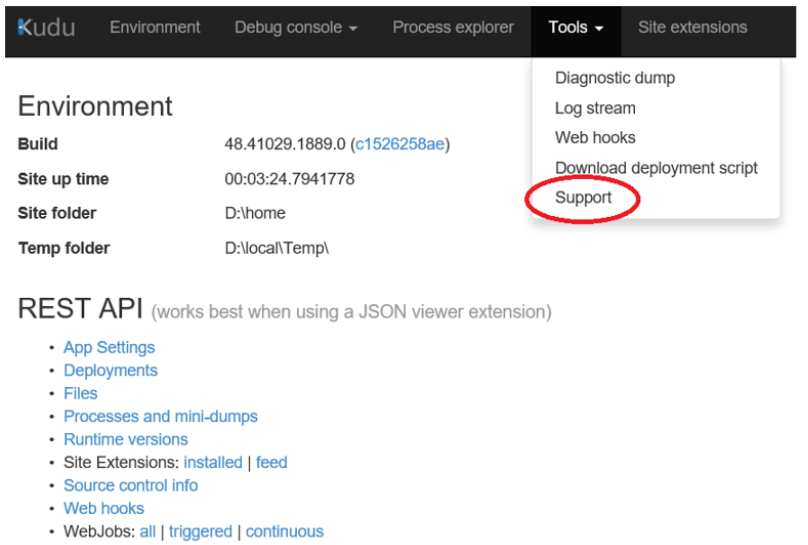 Kudu Environment Debug console Process explorer Tools Site extensions
Diagnostic dump
Log stream
Web hooks
Download deployment script
Support
Environment
Build 48.41029.1889.0 (c1526258ae)
Site up time 00:03:24.7941778
Site folder D:\home
Temp folder D:\local\Temp\
REST API (works best when using a JSON viewer extension)
• App Settings
• Deployments
• Files
• Processes and mini-dumps
• Runtime versions
• Site Extensions: installed | feed
• Source control info
• Web hooks
• WebJobs: all | triggered | continuous